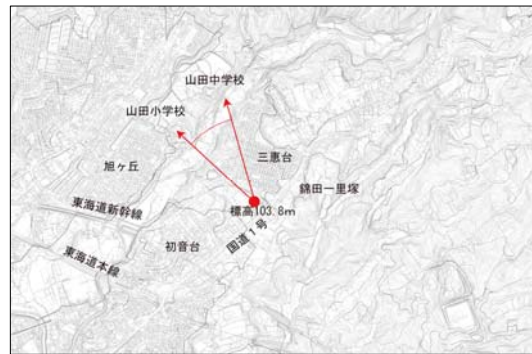 山田中学校
山田小学校
旭ヶ丘
三恵台
錦田一里塚
東海道新幹線
標高103.8m
初音台
国道1号
東海道本線